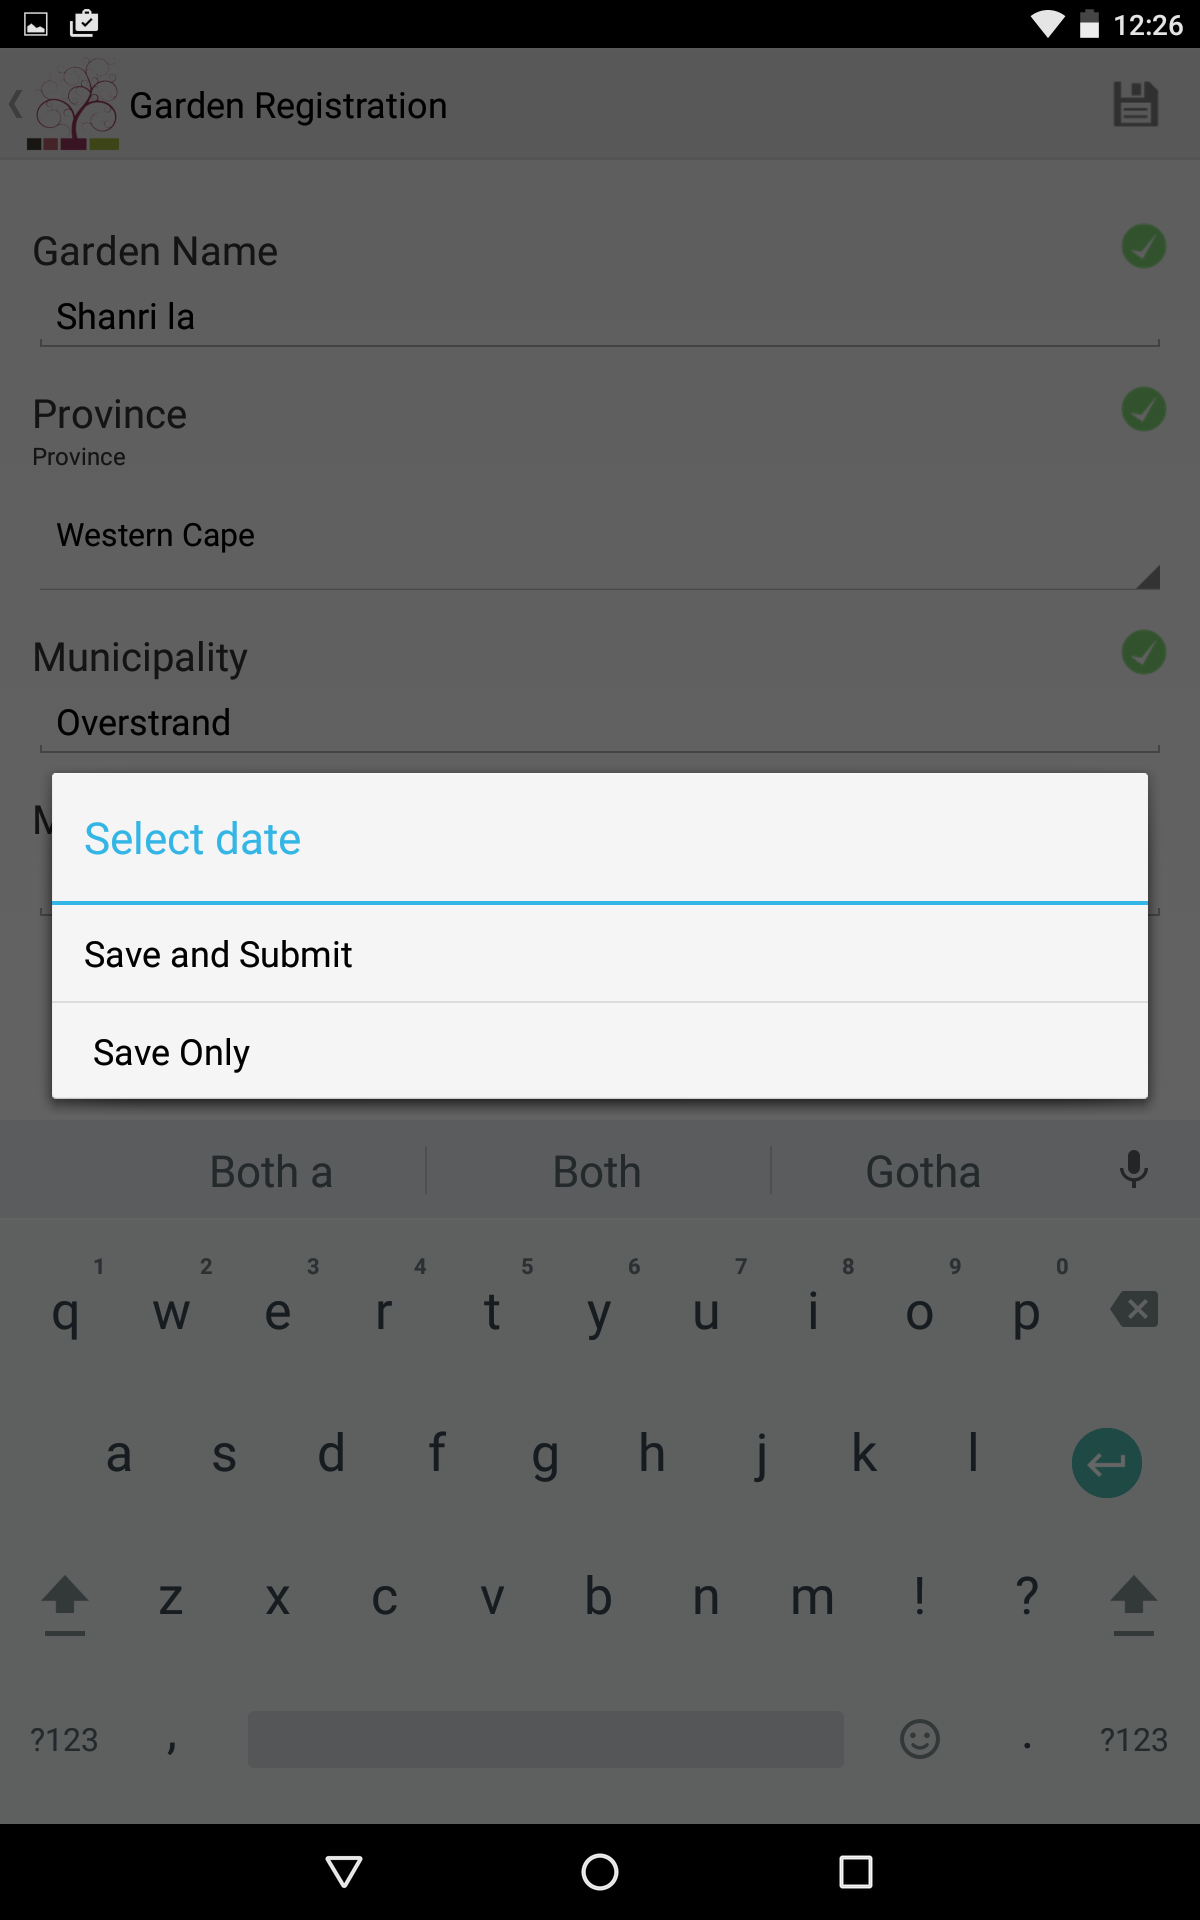 12:26
Garden Registration
Garden Name
Shanri la
Province
Province
Western Cape
Municipality
Overstrand
Select date
Save and Submit
Save Only
Both a Both Gotha
1 2 3 4 5 6 7 8 9 0
q w e r t y u i o p
a s d f g h j k l
z x c v b n m ! ?
?123 , . ?123